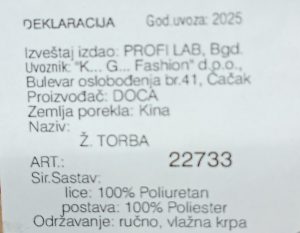 DEKLARACIJA God.uvoza: 2025
Izveštaj izdao: PROFI LAB, Bgd.
Uvoznik: "K... G... Fashion" d.o.o.,
Bulevar oslobođenja br.41, Čačak
Proizvođač: DOCA
Zemlja porekla: Kina
Naziv:
Ž. TORBA
ART.: 22733
Sir.Sastav:
lice: 100% Poliuretan
postava: 100% Poliester
Održavanje: ručno, vlažna krpa